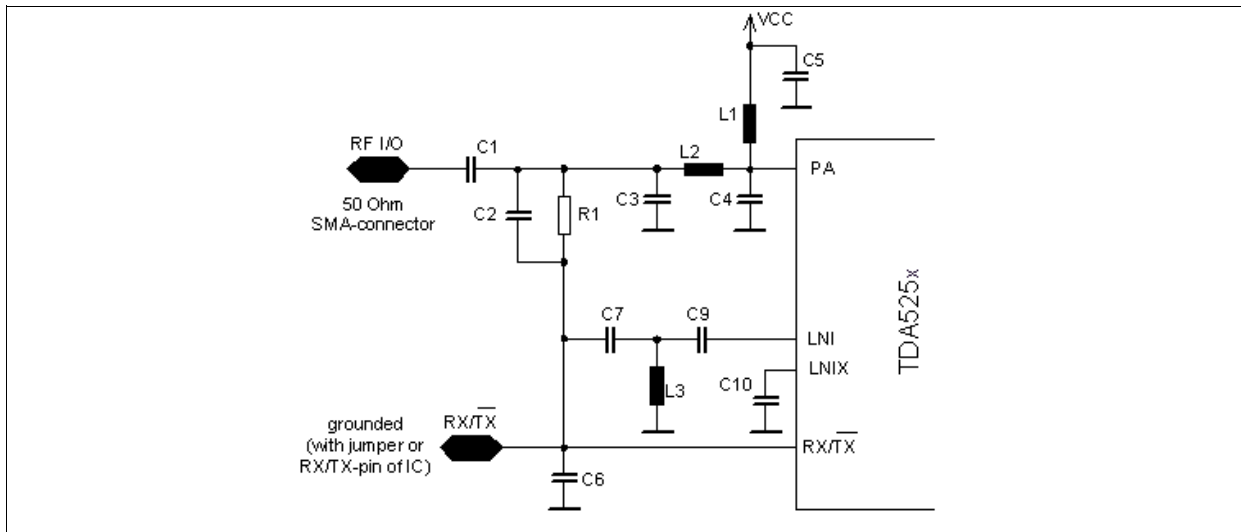 VCC
C5
L1
RF I/O
C1
L2
PA
50 Ohm
SMA-connector
C2
R1
C3
C4
TDA525x
C7
C9
LNI
LNIX
C10
L3
grounded
(with jumper or
RX/TX-pin of IC)
RX/TX
RX/TX
C6